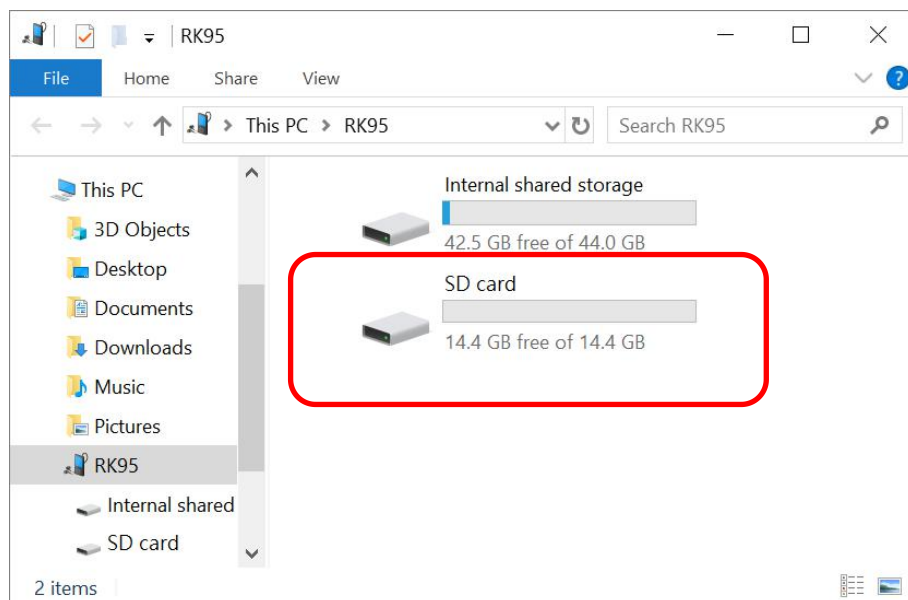 RK95
File Home Share View
This PC > RK95
Search RK95
This PC
3D Objects
Desktop
Documents
Downloads
Music
Pictures
RK95
Internal shared
SD card
Internal shared storage
42.5 GB free of 44.0 GB
SD card
14.4 GB free of 14.4 GB
2 items